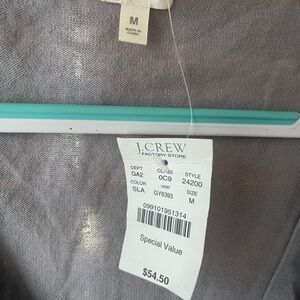 M
MADE IN CHINA
J.CREW
FACTORY STORE
DEPT CLASS STYLE
GA2 0C9 24200
COLOR SIZE
SLA GY6393 M
099101951314
Special Value
$54.50